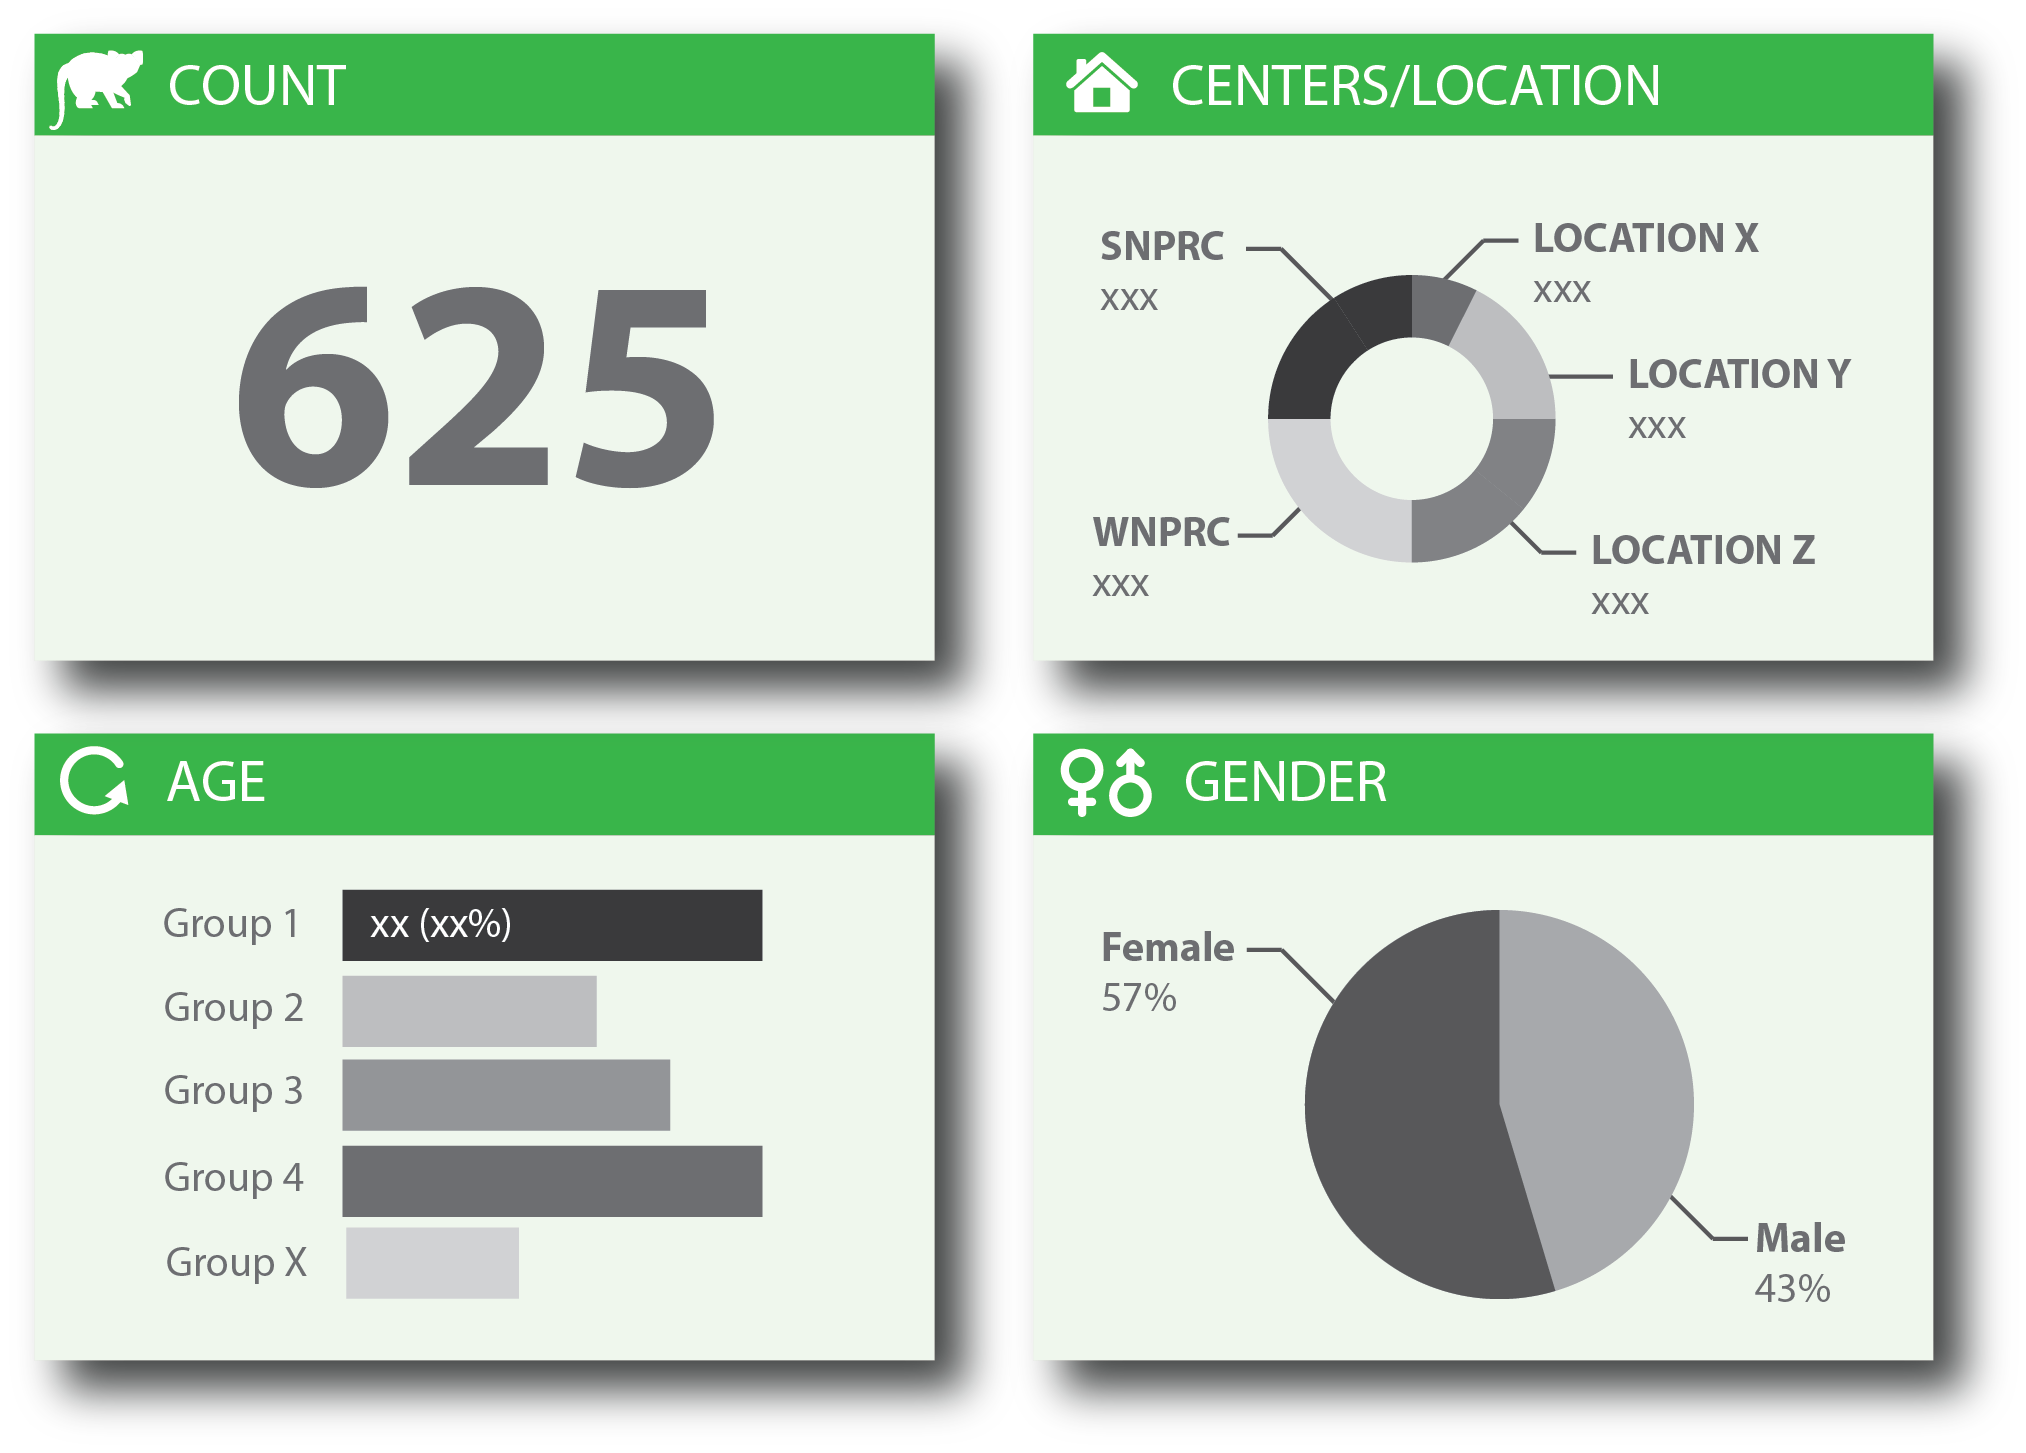 COUNT
625
CENTERS/LOCATION
SNPRC
xxx
LOCATION X
xxx
LOCATION Y
xxx
WNPRC
xxx
LOCATION Z
xxx
AGE
Group 1 xx (xx%)
Group 2
Group 3
Group 4
Group X
GENDER
Female
57%
Male
43%